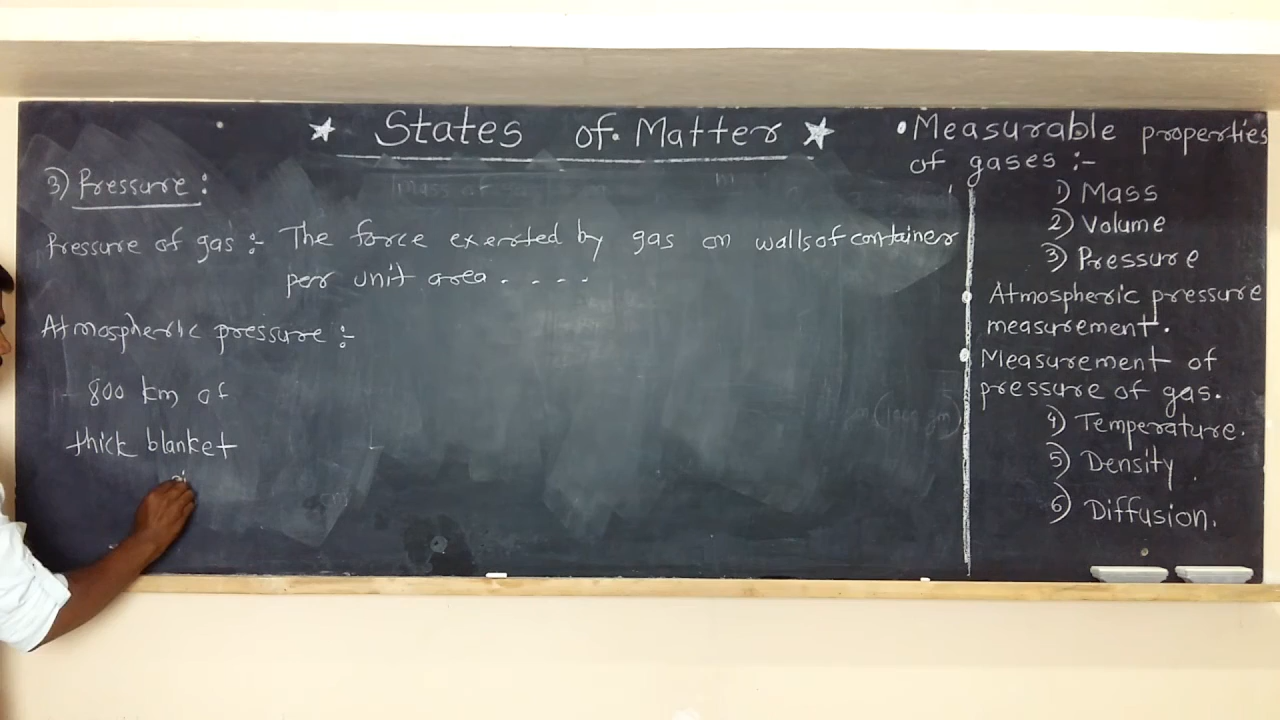 ★ States of Matter ★
3) Pressure:
Pressure of gas :- The force exerted by gas on walls of container
per unit area . . . .
Atmospheric pressure :-
- 800 km of
thick blanket
• Measurable properties
of gases :-
1) Mass
2) Volume
3) Pressure
• Atmospheric pressure
measurement.
• Measurement of
pressure of gas.
4) Temperature.
5) Density
6) Diffusion.